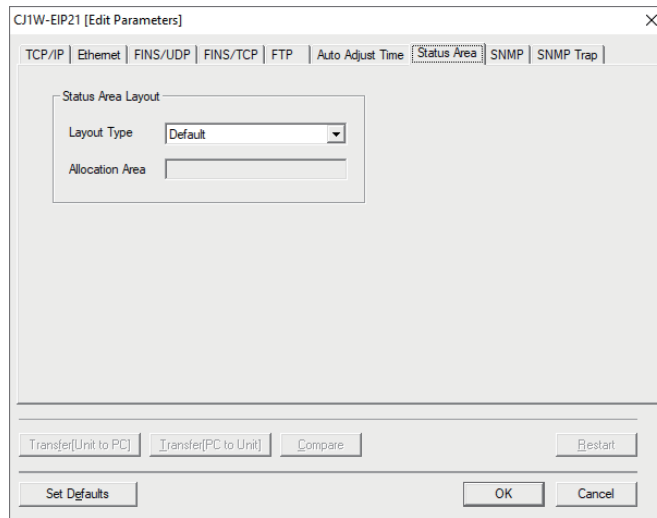 CJ1W-EIP21 [Edit Parameters]
TCP/IP Ethernet FINS/UDP FINS/TCP FTP Auto Adjust Time Status Area SNMP SNMP Trap
Status Area Layout
Layout Type Default
Allocation Area
Transfer[Unit to PC] Transfer[PC to Unit] Compare Restart
Set Defaults OK Cancel